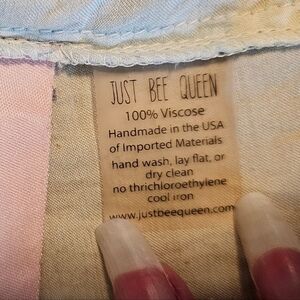 JUST BEE QUEEN
100% Viscose
Handmade in the USA
of Imported Materials
hand wash, lay flat, or
dry clean
no thrichloroethylene
cool iron
www.justbeequeen.com